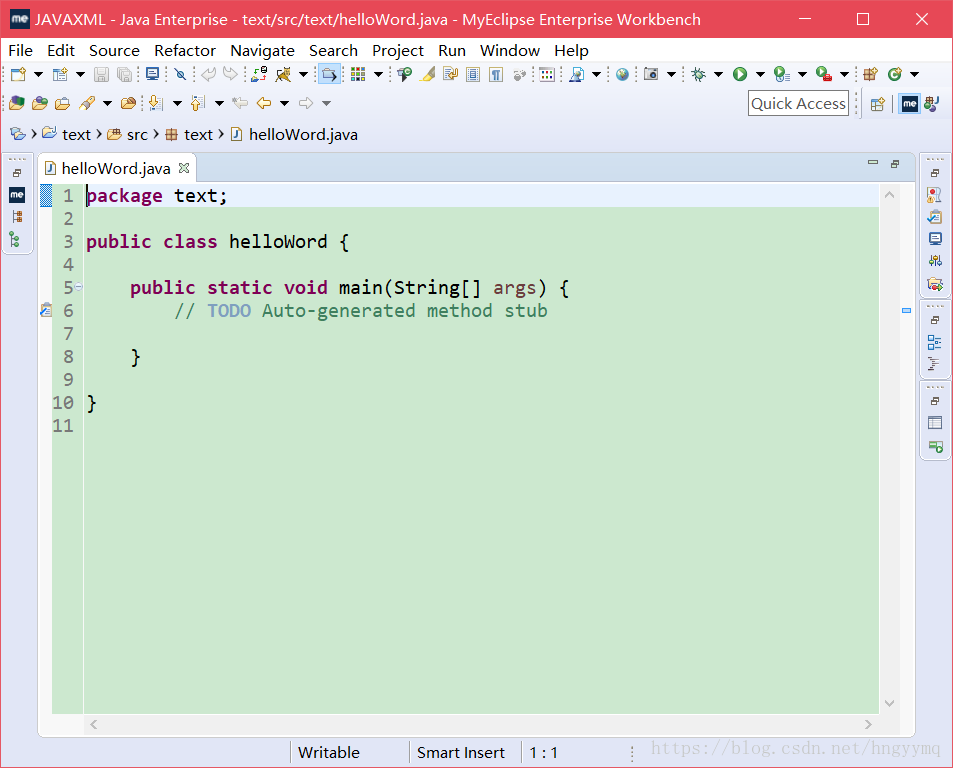 me JAVAXML - Java Enterprise - text/src/text/helloWord.java - MyEclipse Enterprise Workbench
File Edit Source Refactor Navigate Search Project Run Window Help
Quick Access
me
text src text helloWord.java
helloWord.java
me
1 package text;
2
3 public class helloWord {
4
5 public static void main(String[] args) {
6 // TODO Auto-generated method stub
7
8 }
9
10 }
11
Writable Smart Insert 1 : 1
https://blog.csdn.net/hngyymq